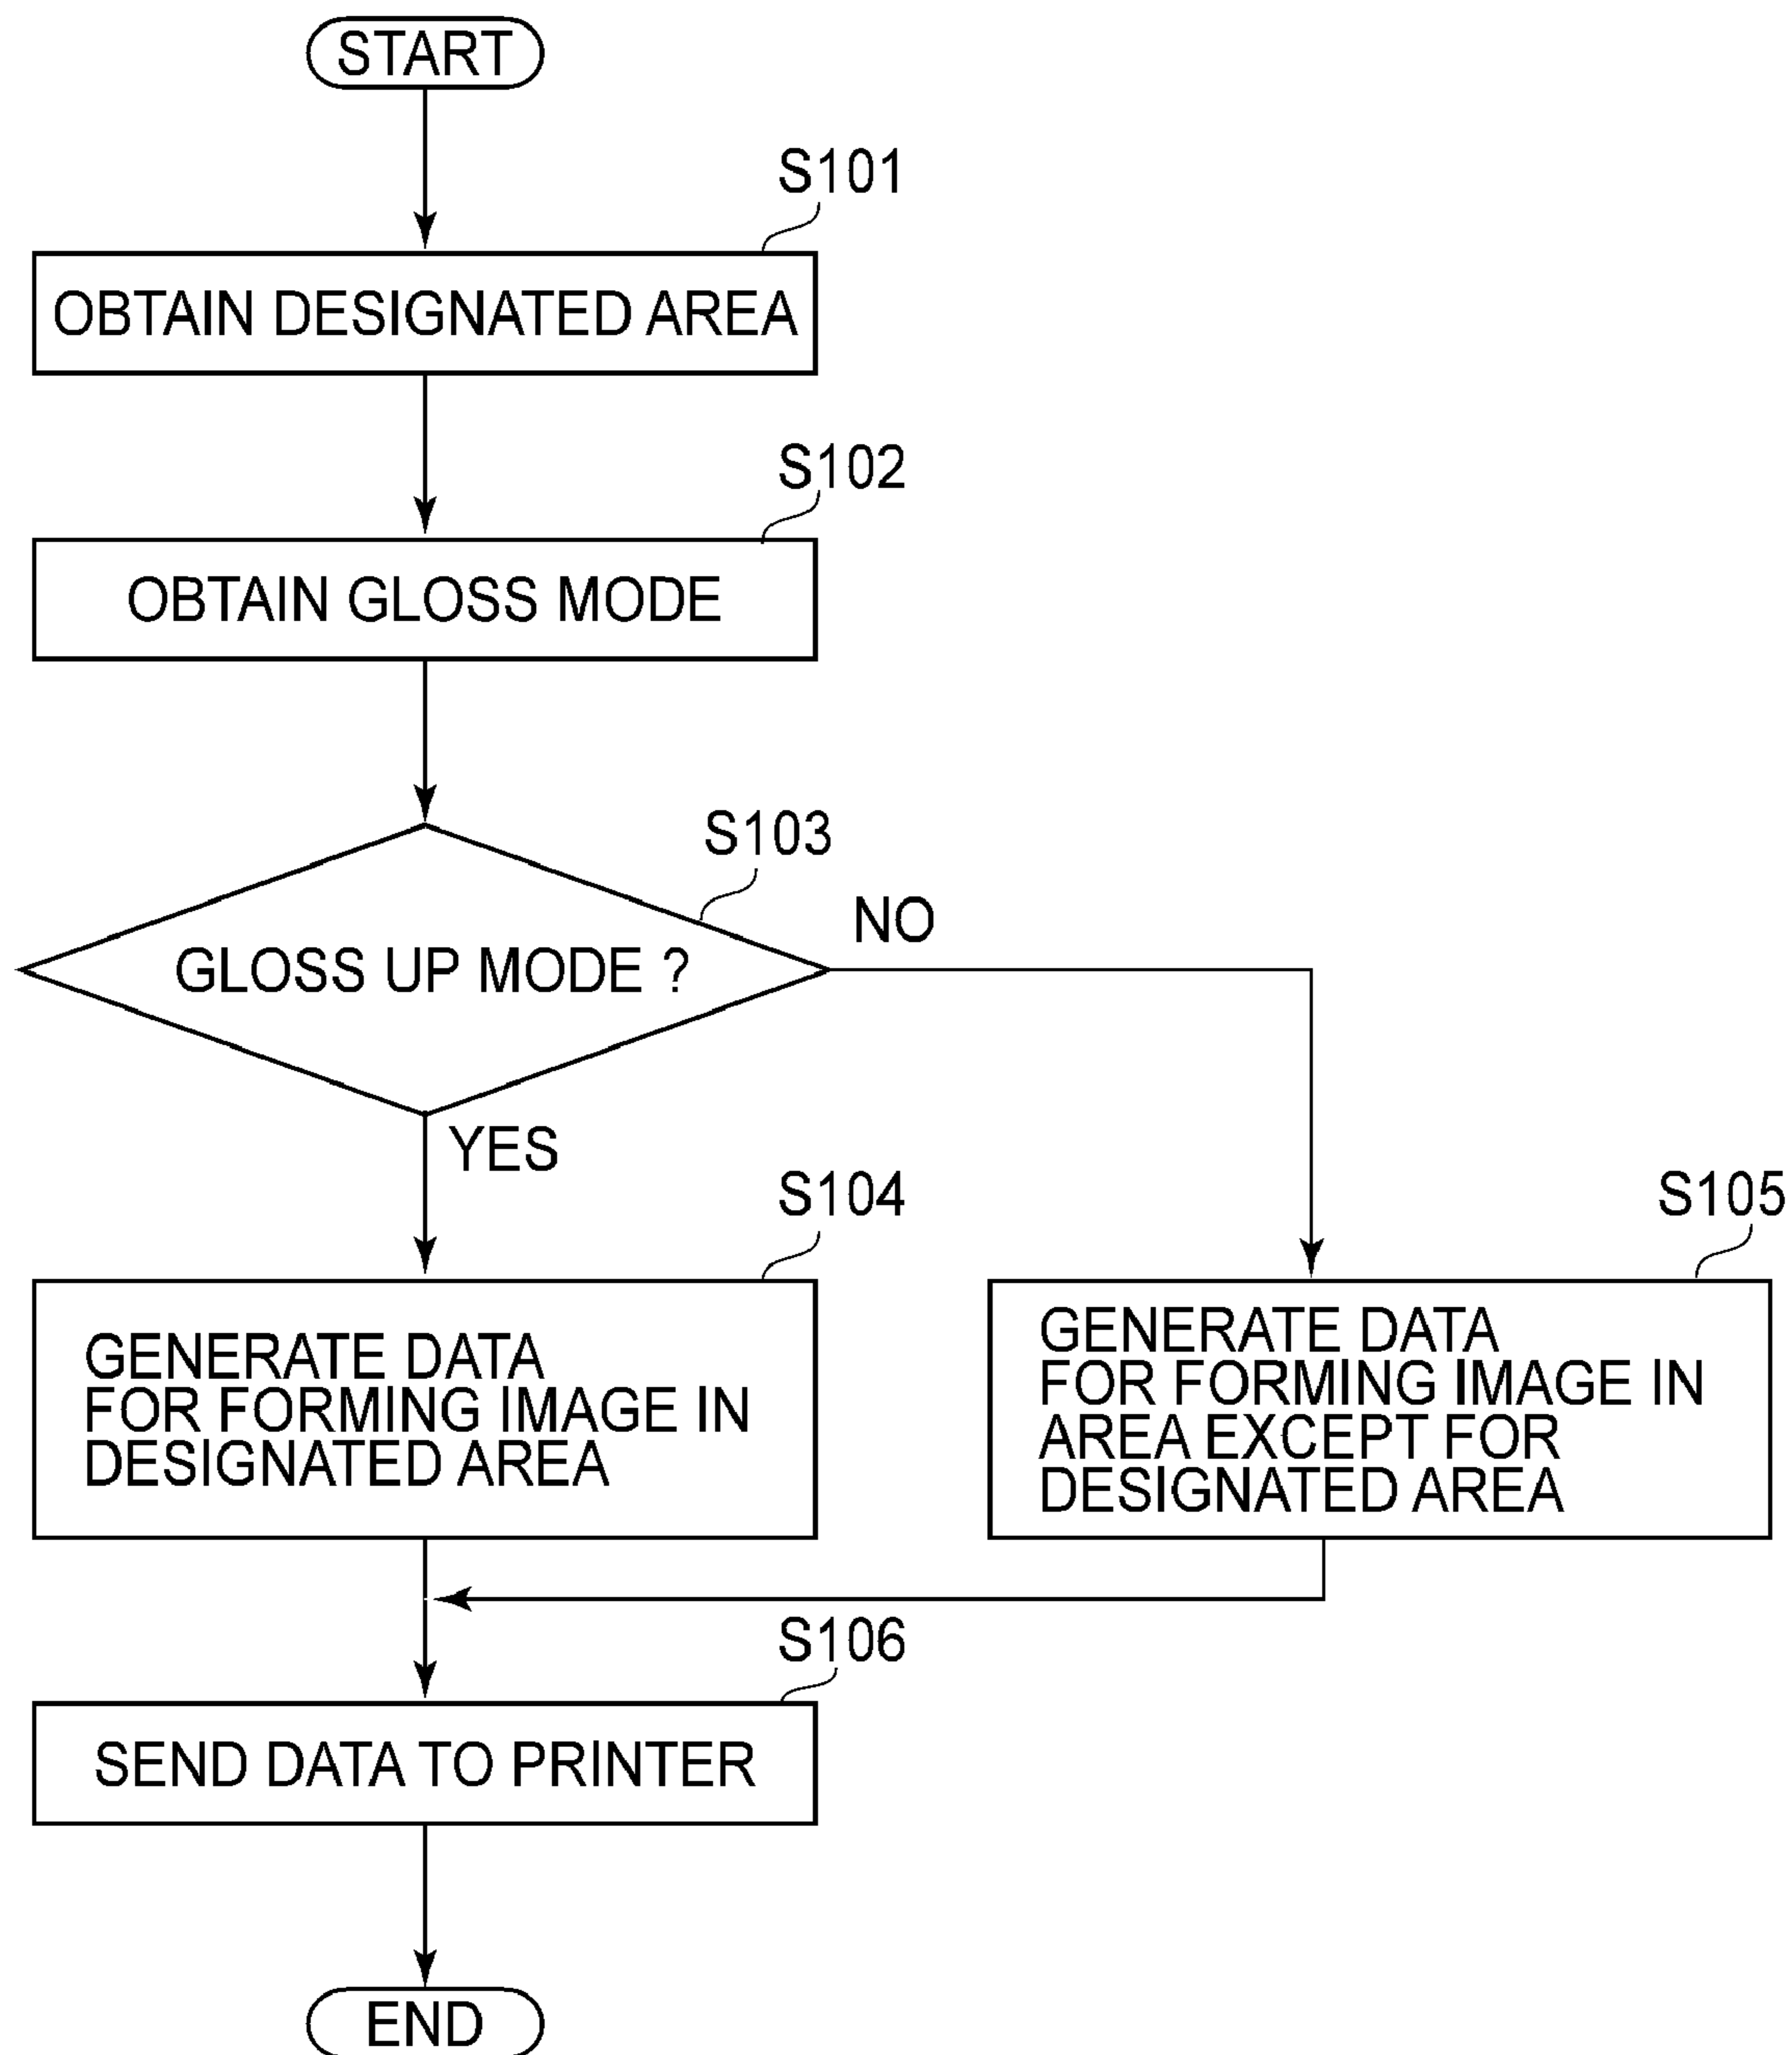 START
S101
OBTAIN DESIGNATED AREA
S102
OBTAIN GLOSS MODE
S103
GLOSS UP MODE ?
NO
YES
S104
GENERATE DATA
FOR FORMING IMAGE IN
DESIGNATED AREA
S105
GENERATE DATA
FOR FORMING IMAGE IN
AREA EXCEPT FOR
DESIGNATED AREA
S106
SEND DATA TO PRINTER
END